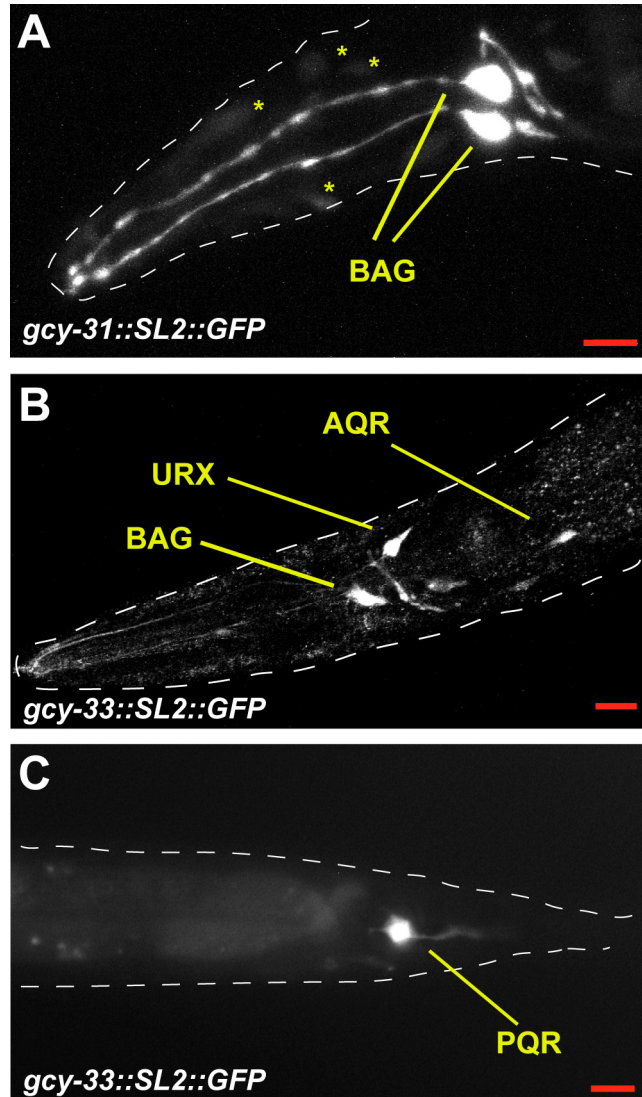 A
*
*
*
*
BAG
gcy-31::SL2::GFP
B
AQR
URX
BAG
gcy-33::SL2::GFP
C
PQR
gcy-33::SL2::GFP